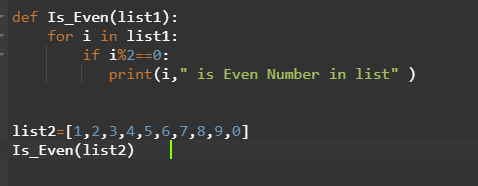 def Is_Even(list1):
    for i in list1:
        if i%2==0:
           print(i," is Even Number in list" )
list2=[1,2,3,4,5,6,7,8,9,0]
Is_Even(list2)